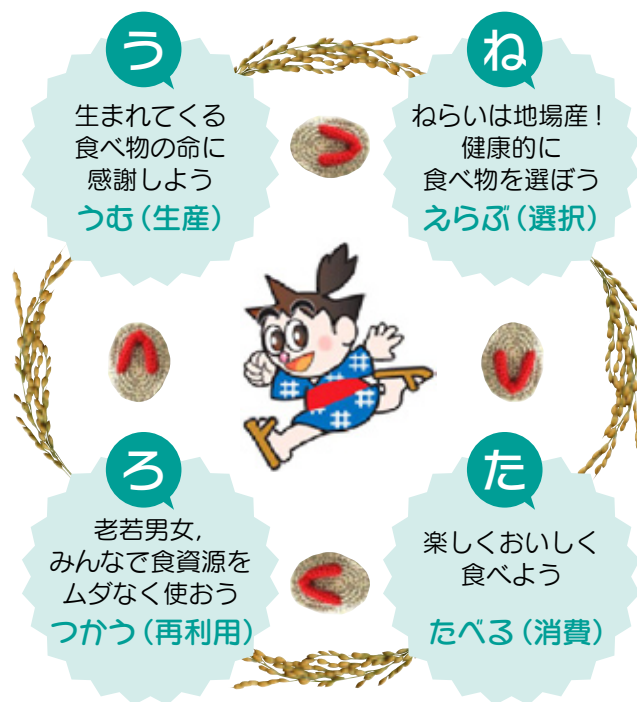 う
生まれてくる
食べ物の命に
感謝しよう
うむ(生産)
ね
ねらいは地場産!
健康的に
食べ物を選ぼう
えらぶ(選択)
ろ
老若男女,
みんなで食資源を
ムダなく使おう
つかう(再利用)
た
楽しくおいしく
食べよう
たべる(消費)